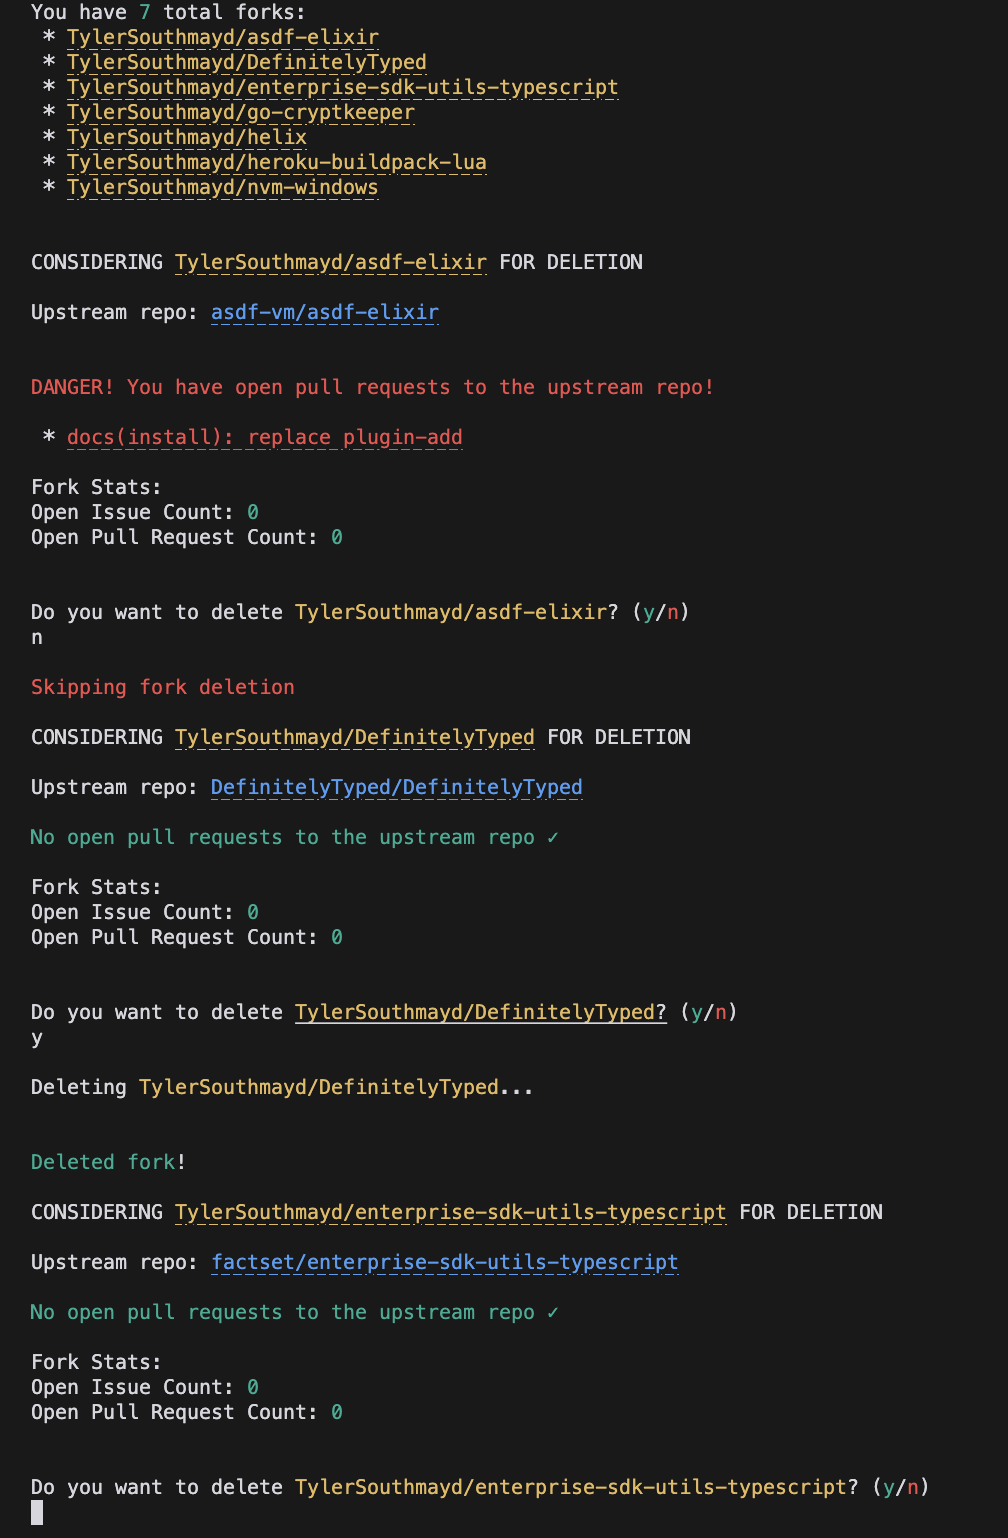 You have 7 total forks:
* TylerSouthmayd/asdf-elixir
* TylerSouthmayd/DefinitelyTyped
* TylerSouthmayd/enterprise-sdk-utils-typescript
* TylerSouthmayd/go-cryptkeeper
* TylerSouthmayd/helix
* TylerSouthmayd/heroku-buildpack-lua
* TylerSouthmayd/nvm-windows
CONSIDERING TylerSouthmayd/asdf-elixir FOR DELETION
Upstream repo: asdf-vm/asdf-elixir
DANGER! You have open pull requests to the upstream repo!
* docs(install): replace plugin-add
Fork Stats:
Open Issue Count: 0
Open Pull Request Count: 0
Do you want to delete TylerSouthmayd/asdf-elixir? (y/n)
n
Skipping fork deletion
CONSIDERING TylerSouthmayd/DefinitelyTyped FOR DELETION
Upstream repo: DefinitelyTyped/DefinitelyTyped
No open pull requests to the upstream repo ✓
Fork Stats:
Open Issue Count: 0
Open Pull Request Count: 0
Do you want to delete TylerSouthmayd/DefinitelyTyped? (y/n)
y
Deleting TylerSouthmayd/DefinitelyTyped...
Deleted fork!
CONSIDERING TylerSouthmayd/enterprise-sdk-utils-typescript FOR DELETION
Upstream repo: factset/enterprise-sdk-utils-typescript
No open pull requests to the upstream repo ✓
Fork Stats:
Open Issue Count: 0
Open Pull Request Count: 0
Do you want to delete TylerSouthmayd/enterprise-sdk-utils-typescript? (y/n)